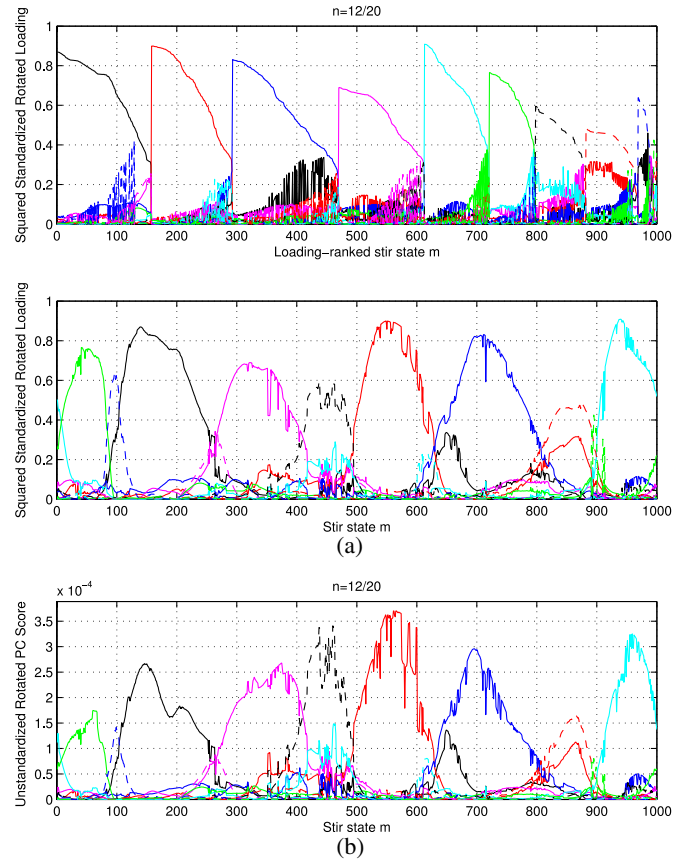 n=12/20
Squared Standardized Rotated Loading
1
0.8
0.6
0.4
0.2
0
0 100 200 300 400 500 600 700 800 900 1000
Loading−ranked stir state m
Squared Standardized Rotated Loading
1
0.8
0.6
0.4
0.2
0
0 100 200 300 400 500 600 700 800 900 1000
Stir state m
(a)
x 10⁻⁴
n=12/20
Unstandardized Rotated PC Score
3.5
3
2.5
2
1.5
1
0.5
0
0 100 200 300 400 500 600 700 800 900 1000
Stir state m
(b)